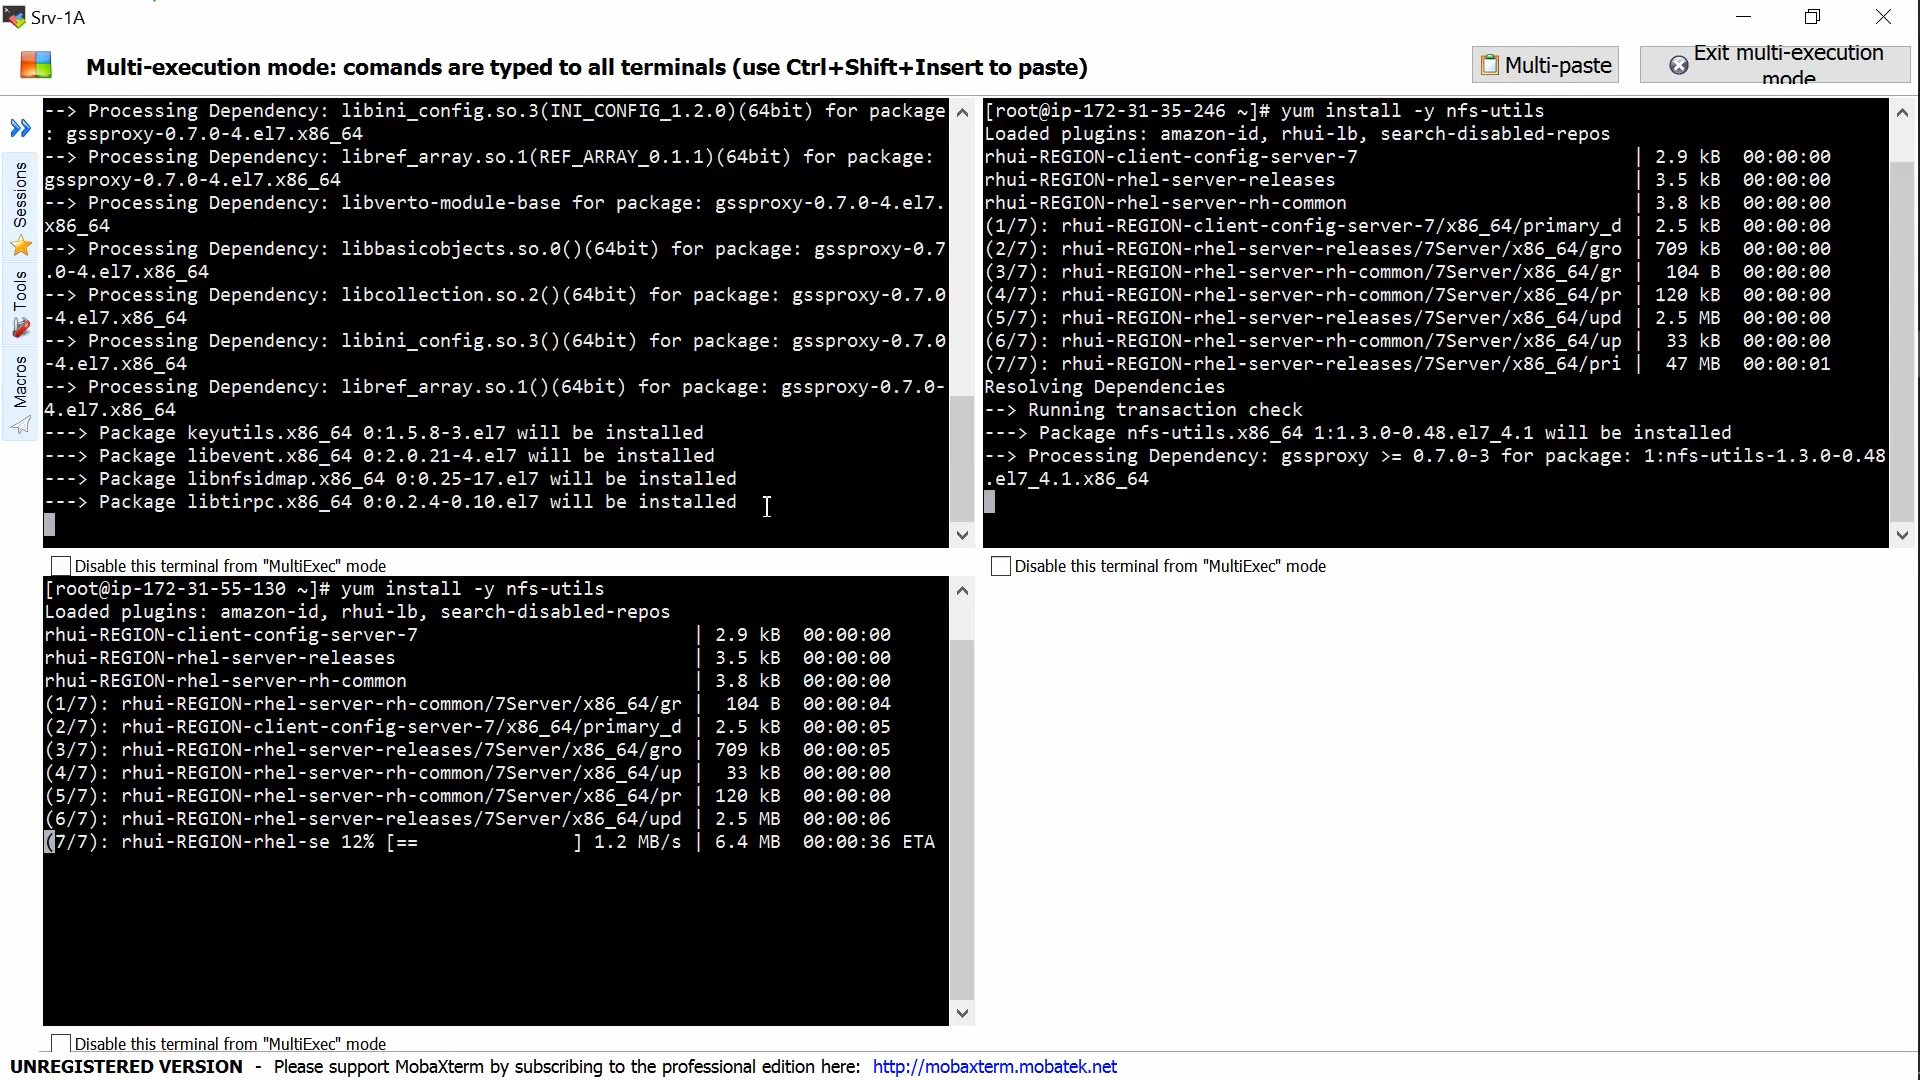 Srv-1A
Multi-execution mode: comands are typed to all terminals (use Ctrl+Shift+Insert to paste)
Multi-paste
Exit multi-execution
mode
Sessions
Tools
Macros
--> Processing Dependency: libini_config.so.3(INI_CONFIG_1.2.0)(64bit) for package
: gssproxy-0.7.0-4.el7.x86_64
--> Processing Dependency: libref_array.so.1(REF_ARRAY_0.1.1)(64bit) for package:
gssproxy-0.7.0-4.el7.x86_64
--> Processing Dependency: libverto-module-base for package: gssproxy-0.7.0-4.el7.
x86_64
--> Processing Dependency: libbasicobjects.so.0()(64bit) for package: gssproxy-0.7
.0-4.el7.x86_64
--> Processing Dependency: libcollection.so.2()(64bit) for package: gssproxy-0.7.0
-4.el7.x86_64
--> Processing Dependency: libini_config.so.3()(64bit) for package: gssproxy-0.7.0
-4.el7.x86_64
--> Processing Dependency: libref_array.so.1()(64bit) for package: gssproxy-0.7.0-
4.el7.x86_64
---> Package keyutils.x86_64 0:1.5.8-3.el7 will be installed
---> Package libevent.x86_64 0:2.0.21-4.el7 will be installed
---> Package libnfsidmap.x86_64 0:0.25-17.el7 will be installed
---> Package libtirpc.x86_64 0:0.2.4-0.10.el7 will be installed
Disable this terminal from "MultiExec" mode
[root@ip-172-31-35-246 ~]# yum install -y nfs-utils
Loaded plugins: amazon-id, rhui-lb, search-disabled-repos
rhui-REGION-client-config-server-7 | 2.9 kB 00:00:00
rhui-REGION-rhel-server-releases | 3.5 kB 00:00:00
rhui-REGION-rhel-server-rh-common | 3.8 kB 00:00:00
(1/7): rhui-REGION-client-config-server-7/x86_64/primary_d | 2.5 kB 00:00:00
(2/7): rhui-REGION-rhel-server-releases/7Server/x86_64/gro | 709 kB 00:00:00
(3/7): rhui-REGION-rhel-server-rh-common/7Server/x86_64/gr | 104 B 00:00:00
(4/7): rhui-REGION-rhel-server-rh-common/7Server/x86_64/pr | 120 kB 00:00:00
(5/7): rhui-REGION-rhel-server-releases/7Server/x86_64/upd | 2.5 MB 00:00:00
(6/7): rhui-REGION-rhel-server-rh-common/7Server/x86_64/up | 33 kB 00:00:00
(7/7): rhui-REGION-rhel-server-releases/7Server/x86_64/pri | 47 MB 00:00:01
Resolving Dependencies
--> Running transaction check
---> Package nfs-utils.x86_64 1:1.3.0-0.48.el7_4.1 will be installed
--> Processing Dependency: gssproxy >= 0.7.0-3 for package: 1:nfs-utils-1.3.0-0.48
.el7_4.1.x86_64
Disable this terminal from "MultiExec" mode
[root@ip-172-31-55-130 ~]# yum install -y nfs-utils
Loaded plugins: amazon-id, rhui-lb, search-disabled-repos
rhui-REGION-client-config-server-7 | 2.9 kB 00:00:00
rhui-REGION-rhel-server-releases | 3.5 kB 00:00:00
rhui-REGION-rhel-server-rh-common | 3.8 kB 00:00:00
(1/7): rhui-REGION-rhel-server-rh-common/7Server/x86_64/gr | 104 B 00:00:04
(2/7): rhui-REGION-client-config-server-7/x86_64/primary_d | 2.5 kB 00:00:05
(3/7): rhui-REGION-rhel-server-releases/7Server/x86_64/gro | 709 kB 00:00:05
(4/7): rhui-REGION-rhel-server-rh-common/7Server/x86_64/up | 33 kB 00:00:00
(5/7): rhui-REGION-rhel-server-rh-common/7Server/x86_64/pr | 120 kB 00:00:00
(6/7): rhui-REGION-rhel-server-releases/7Server/x86_64/upd | 2.5 MB 00:00:06
(7/7): rhui-REGION-rhel-se 12% [== ] 1.2 MB/s | 6.4 MB 00:00:36 ETA
Disable this terminal from "MultiExec" mode
UNREGISTERED VERSION - Please support MobaXterm by subscribing to the professional edition here: http://mobaxterm.mobatek.net